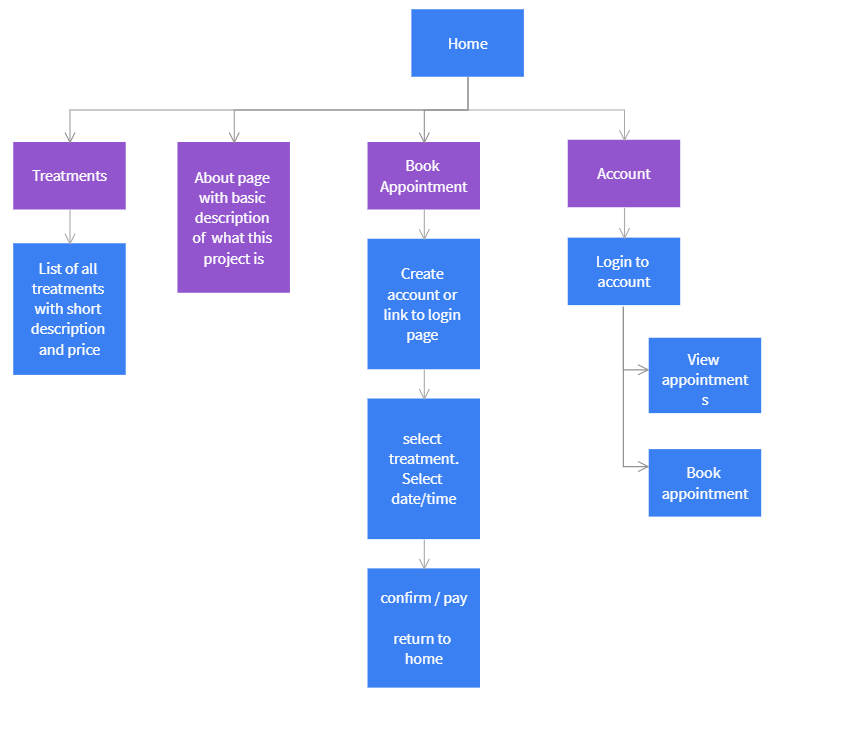 Home
Treatments
About page
with basic
description
of what this
project is
Book
Appointment
Account
List of all
treatments
with short
description
and price
Create
account or
link to login
page
Login to
account
View
appointment
s
select
treatment.
Select
date/time
Book
appointment
confirm / pay
return to
home